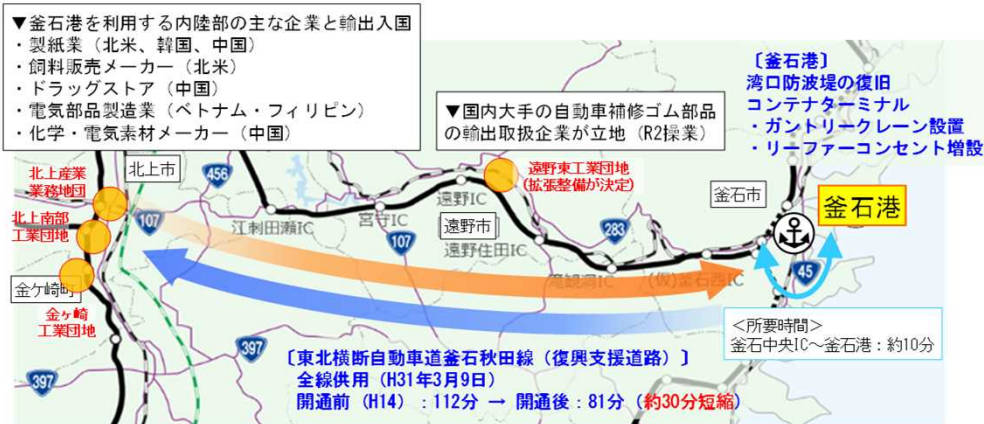 ▼釜石港を利用する内陸部の主な企業と輸出入国
・製紙業（北米、韓国、中国）
・飼料販売メーカー（北米）
・ドラッグストア（中国）
・電気部品製造業（ベトナム・フィリピン）
・化学・電気素材メーカー（中国）
▼国内大手の自動車補修ゴム部品
の輸出取扱企業が立地（R2操業）
〔釜石港〕
湾口防波堤の復旧
コンテナターミナル
・ガントリークレーン設置
・リーファーコンセント増設
北上産業
業務地団
北上市
北上南部
工業団地
金ケ崎町
金ヶ崎
工業団地
456
107
397
397
江刺田瀬IC
宮守IC
107
遠野IC
遠野市
遠野住田IC
遠野東工業団地
(拡張整備が決定)
283
滝観洞IC
(仮)釜石西IC
釜石市
釜石港
45
＜所要時間＞
釜石中央IC～釜石港：約10分
〔東北横断自動車道釜石秋田線（復興支援道路）〕
全線供用（H31年3月9日）
開通前（H14）：112分 → 開通後：81分（約30分短縮）